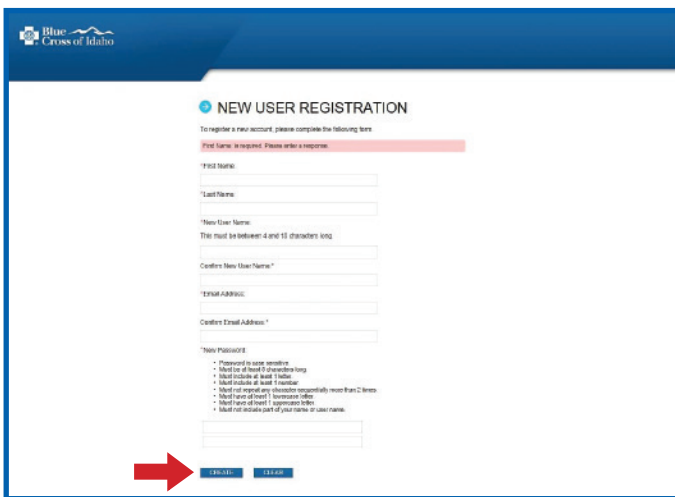 Blue
Cross of Idaho
NEW USER REGISTRATION
To register a new account, please complete the following form
First Name: is required. Please enter a response.
*First Name:
*Last Name:
*New User Name:
This must be between 4 and 10 characters long
Confirm New User Name:*
*Email Address:
Confirm Email Address:*
*New Password:
• Password is case sensitive
• Must be at least 8 characters long
• Must include at least 1 letter
• Must include at least 1 number
• Must not repeat any character sequentially more than 2 times
• Must have at least 1 lowercase letter
• Must have at least 1 uppercase letter
• Must not include part of your name or user name
CREATE CLEAR